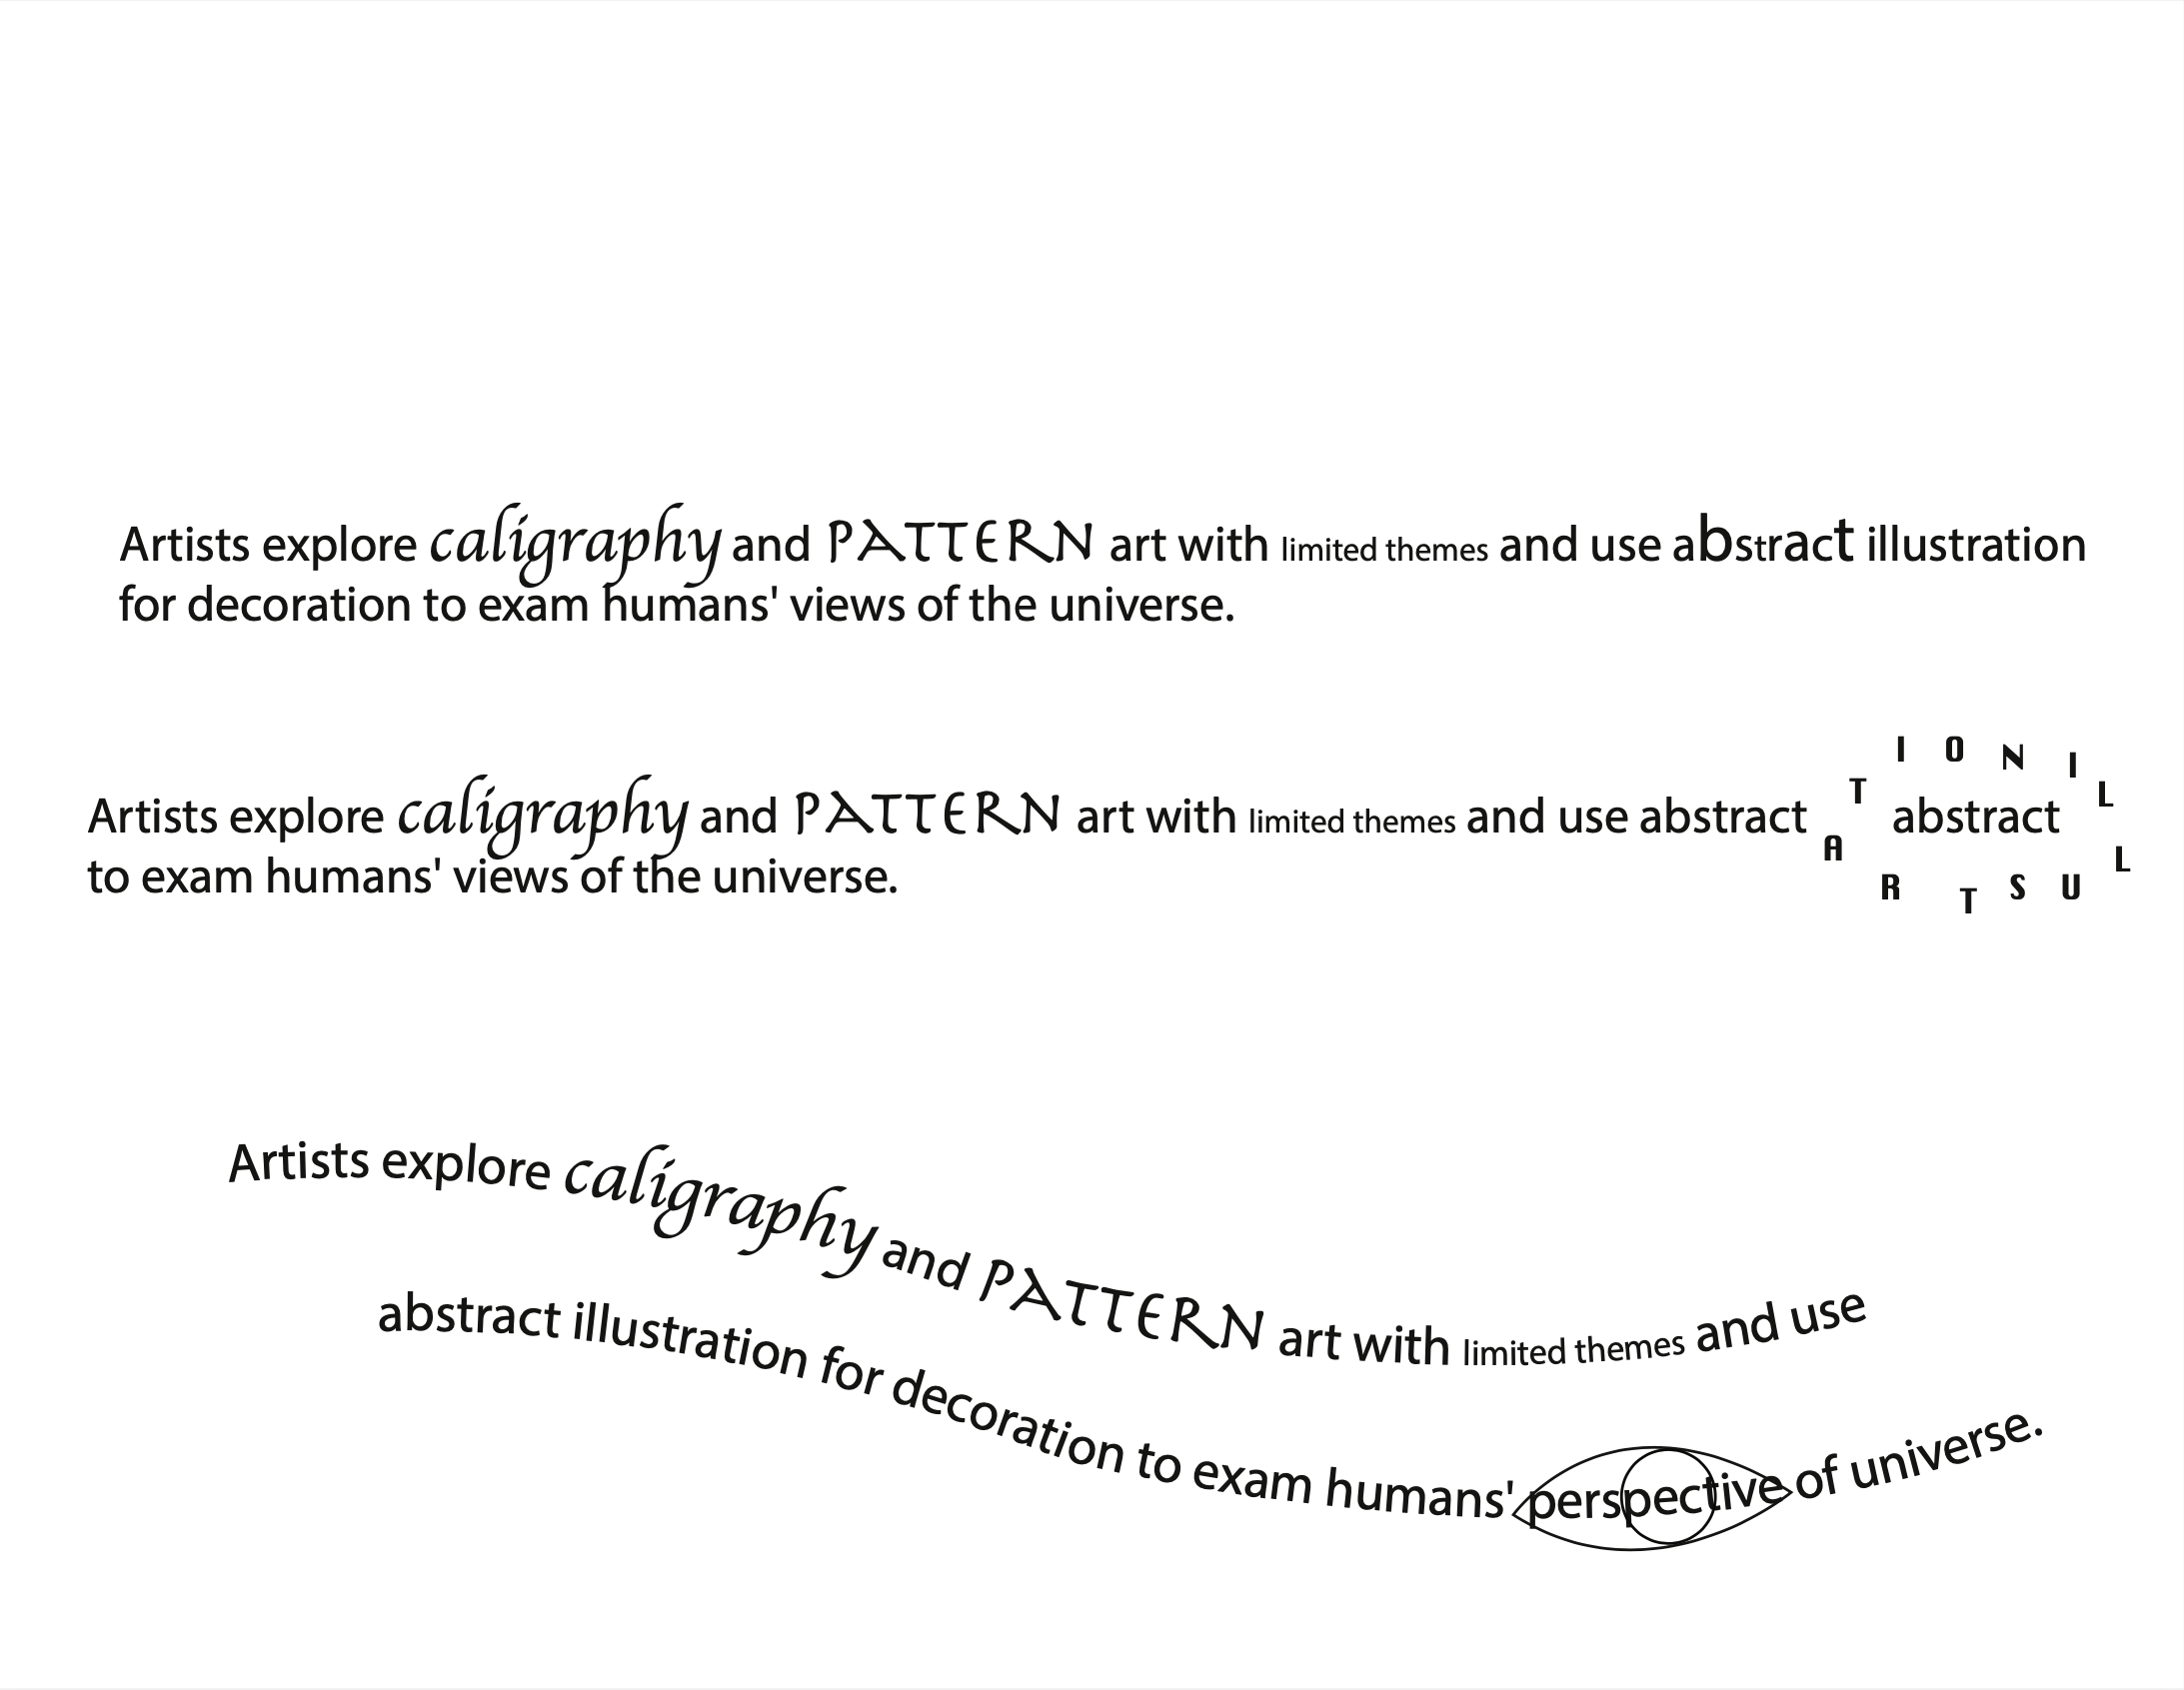 Artists explore caligraphy and PATTERN art with limited themes and use abstract illustration
for decoration to exam humans' views of the universe.
Artists explore caligraphy and PATTERN art with limited themes and use abstract ILLUSTRATION abstract
to exam humans' views of the universe.
Artists explore caligraphy and PATTERN art with limited themes and use
abstract illustration for decoration to exam humans' perspective of universe.